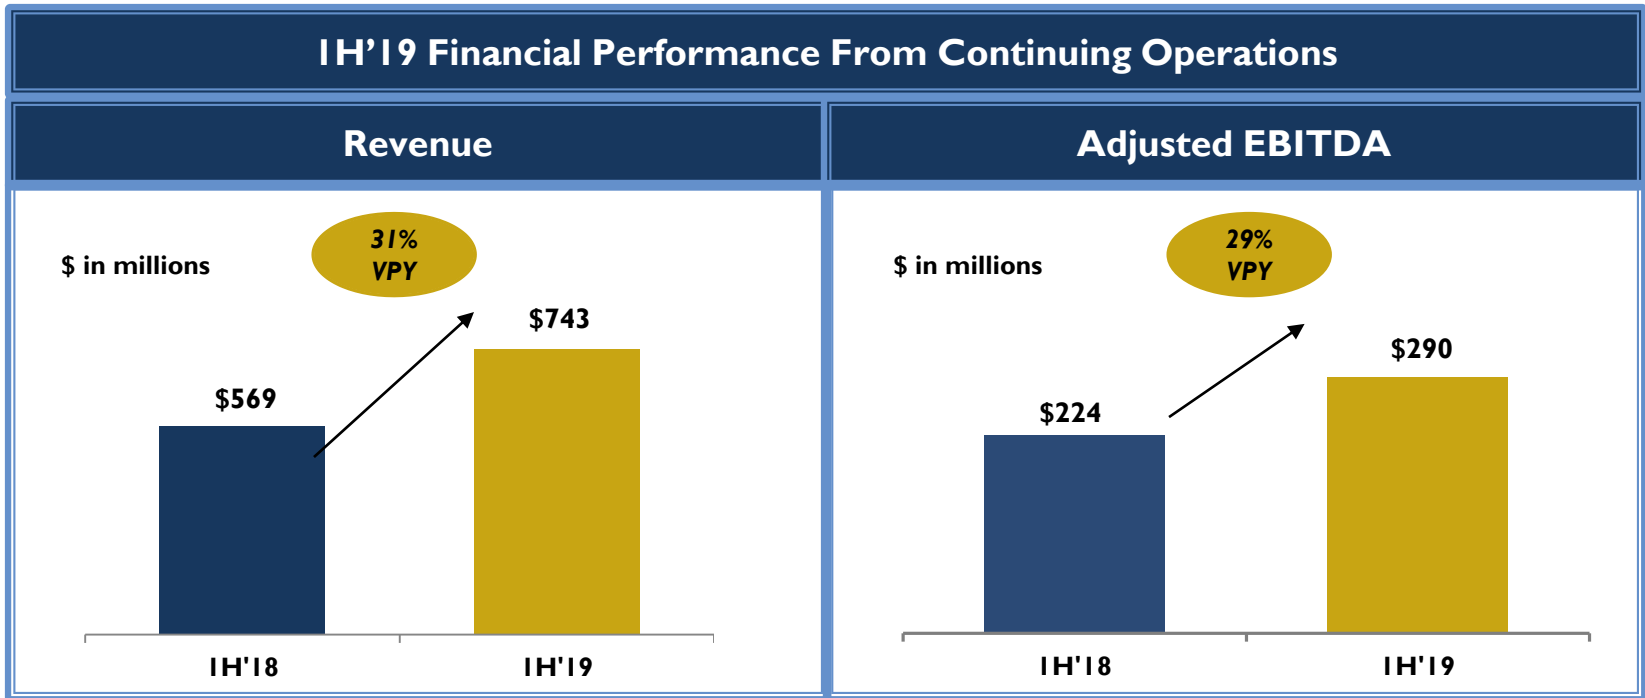 1H’19 Financial Performance From Continuing Operations
Revenue
$ in millions
31%
VPY
$569
$743
1H'18
1H'19
Adjusted EBITDA
$ in millions
29%
VPY
$224
$290
1H'18
1H'19